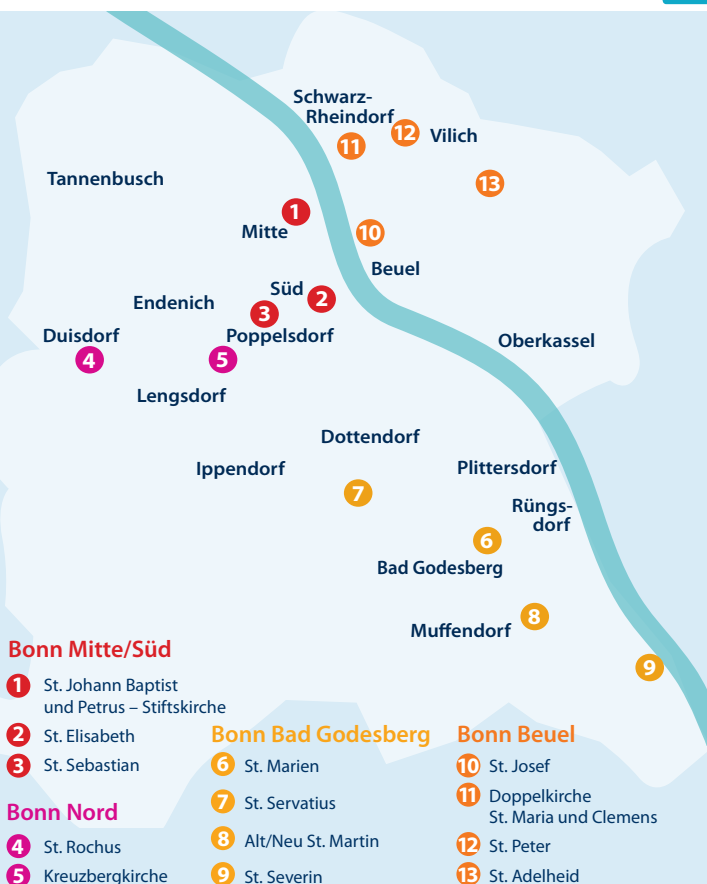 Schwarz-
Rheindorf
12
11
Vilich
Tannenbusch
13
1
Mitte
10
Beuel
Süd
2
Endenich
3
Duisdorf
Poppelsdorf
4
5
Oberkassel
Lengsdorf
Dottendorf
Ippendorf
Plittersdorf
7
Rüngs-
dorf
6
Bad Godesberg
8
Muffendorf
9
Bonn Mitte/Süd
1 St. Johann Baptist
und Petrus – Stiftskirche
2 St. Elisabeth
3 St. Sebastian
Bonn Nord
4 St. Rochus
5 Kreuzbergkirche
Bonn Bad Godesberg
6 St. Marien
7 St. Servatius
8 Alt/Neu St. Martin
9 St. Severin
Bonn Beuel
10 St. Josef
11 Doppelkirche
St. Maria und Clemens
12 St. Peter
13 St. Adelheid